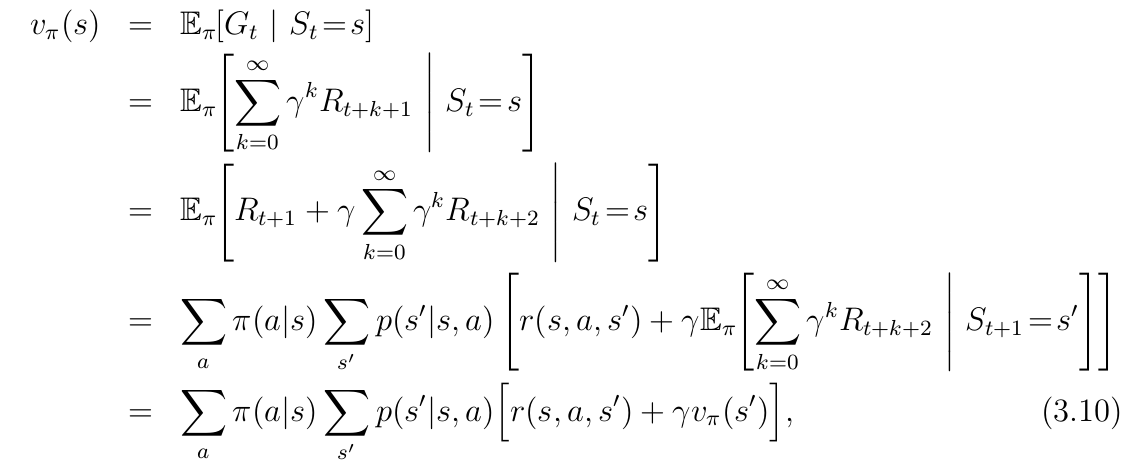 v_π(s) = 𝔼_π[G_t | S_t = s]
= 𝔼_π[∑_{k=0}^{∞} γ^k R_{t+k+1} | S_t = s]
= 𝔼_π[R_{t+1} + γ ∑_{k=0}^{∞} γ^k R_{t+k+2} | S_t = s]
= ∑_a π(a|s) ∑_{s′} p(s′|s, a) [r(s, a, s′) + γ𝔼_π[∑_{k=0}^{∞} γ^k R_{t+k+2} | S_{t+1} = s′]]
= ∑_a π(a|s) ∑_{s′} p(s′|s, a)[r(s, a, s′) + γv_π(s′)], (3.10)